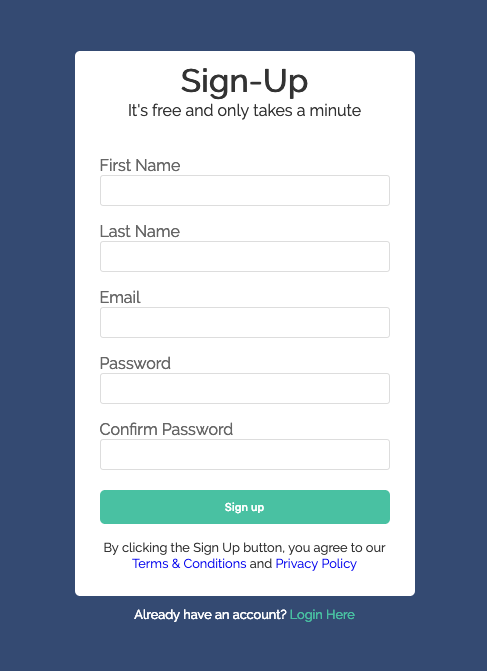 Sign-Up
It's free and only takes a minute
First Name
Last Name
Email
Password
Confirm Password
Sign up
By clicking the Sign Up button, you agree to our
Terms & Conditions and Privacy Policy
Already have an account? Login Here